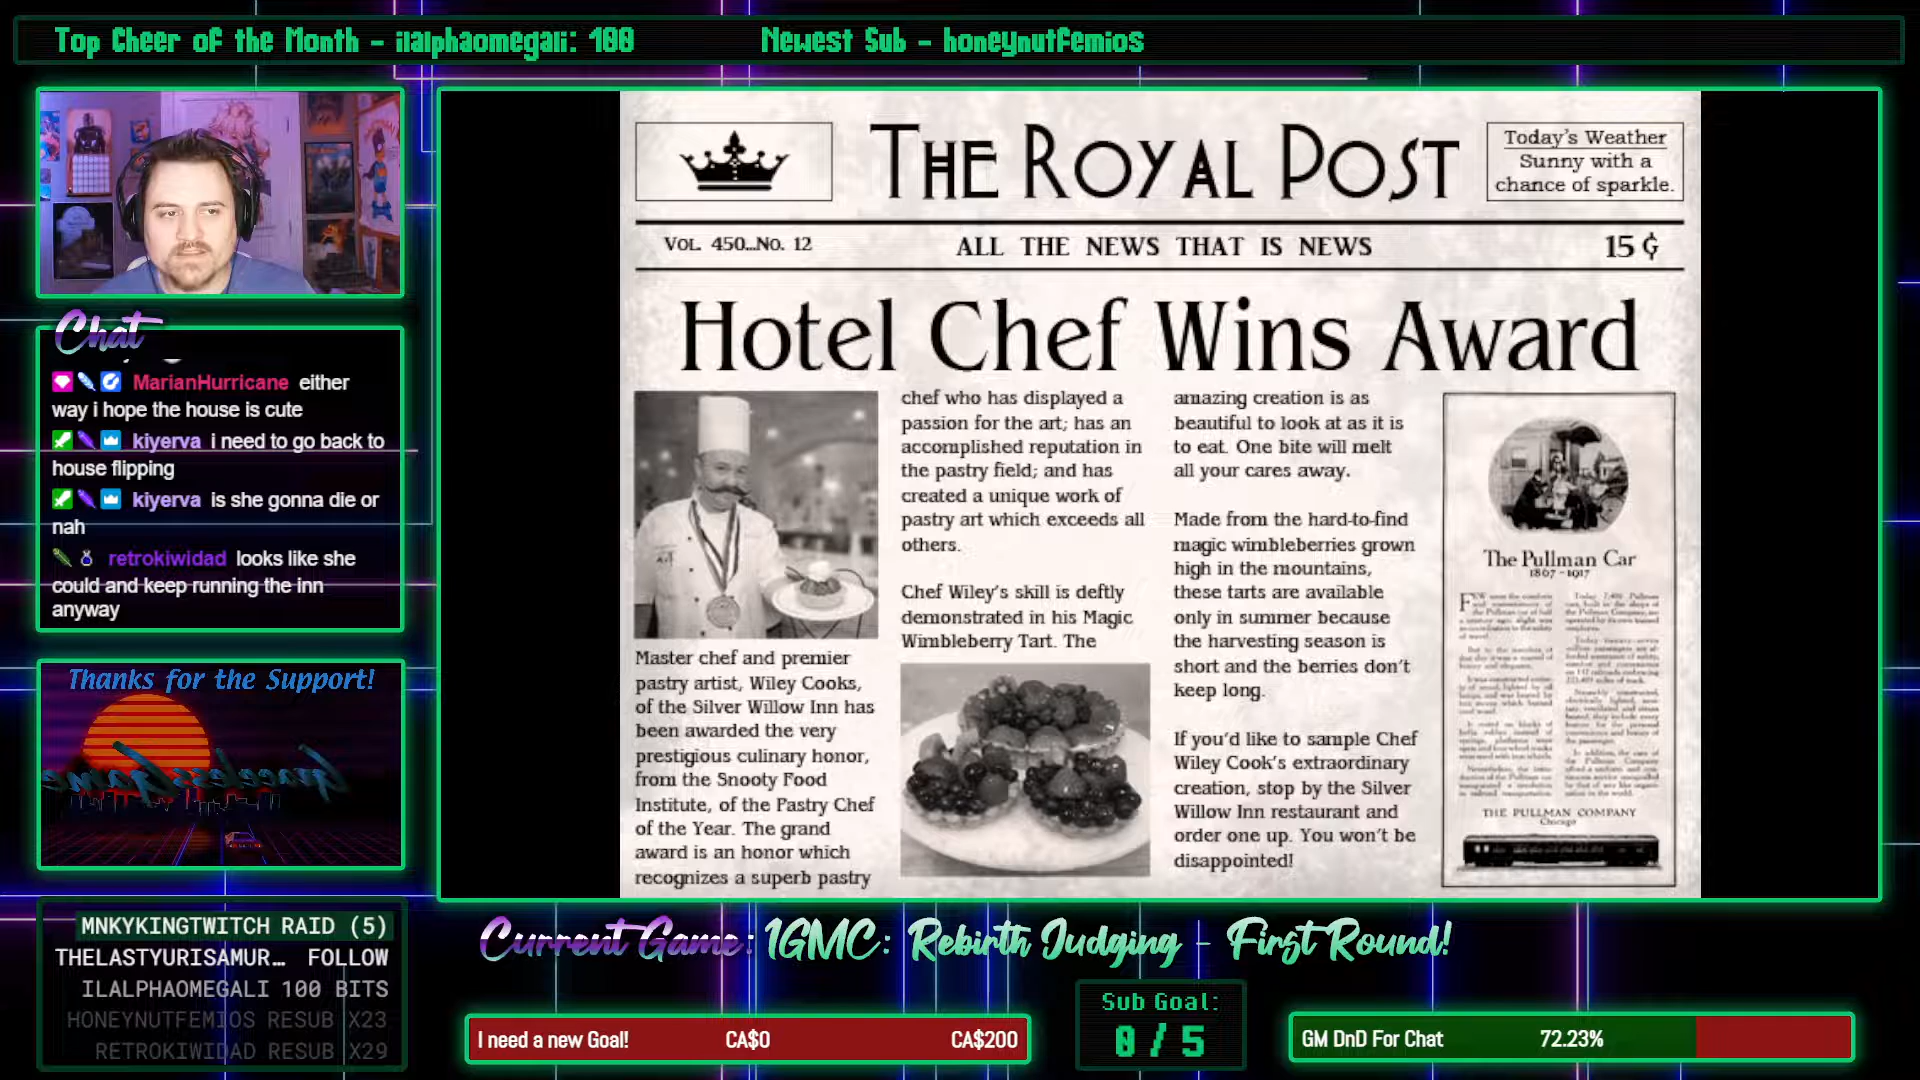 Top Cheer of the Month - ilalphaomegali: 100
Newest Sub - honeynutfemios
Chat
MarianHurricane either
way i hope the house is cute
kiyerva i need to go back to
house flipping
kiyerva is she gonna die or
nah
retrokiwidad looks like she
could and keep running the inn
anyway
Thanks for the Support!
MNKYKINGTWITCH RAID (5)
THELASTYURISAMUR… FOLLOW
ILALPHAOMEGALI 100 BITS
HONEYNUTFEMIOS RESUB X23
RETROKIWIDAD RESUB X29
THE ROYAL POST
Today's Weather
Sunny with a
chance of sparkle.
VOL. 450...NO. 12
ALL THE NEWS THAT IS NEWS
15 ¢
Hotel Chef Wins Award
Master chef and premier
pastry artist, Wiley Cooks,
of the Silver Willow Inn has
been awarded the very
prestigious culinary honor,
from the Snooty Food
Institute, of the Pastry Chef
of the Year. The grand
award is an honor which
recognizes a superb pastry
chef who has displayed a
passion for the art; has an
accomplished reputation in
the pastry field; and has
created a unique work of
pastry art which exceeds all
others.
Chef Wiley's skill is deftly
demonstrated in his Magic
Wimbleberry Tart. The
amazing creation is as
beautiful to look at as it is
to eat. One bite will melt
all your cares away.
Made from the hard-to-find
magic wimbleberries grown
high in the mountains,
these tarts are available
only in summer because
the harvesting season is
short and the berries don't
keep long.
If you'd like to sample Chef
Wiley Cook's extraordinary
creation, stop by the Silver
Willow Inn restaurant and
order one up. You won't be
disappointed!
The Pullman Car
1867-1917
THE PULLMAN COMPANY
Chicago
Current Game: IGMC: Rebirth Judging - First Round!
I need a new Goal! CA$0 CA$200
Sub Goal:
0 / 5
GM DnD For Chat 72.23%